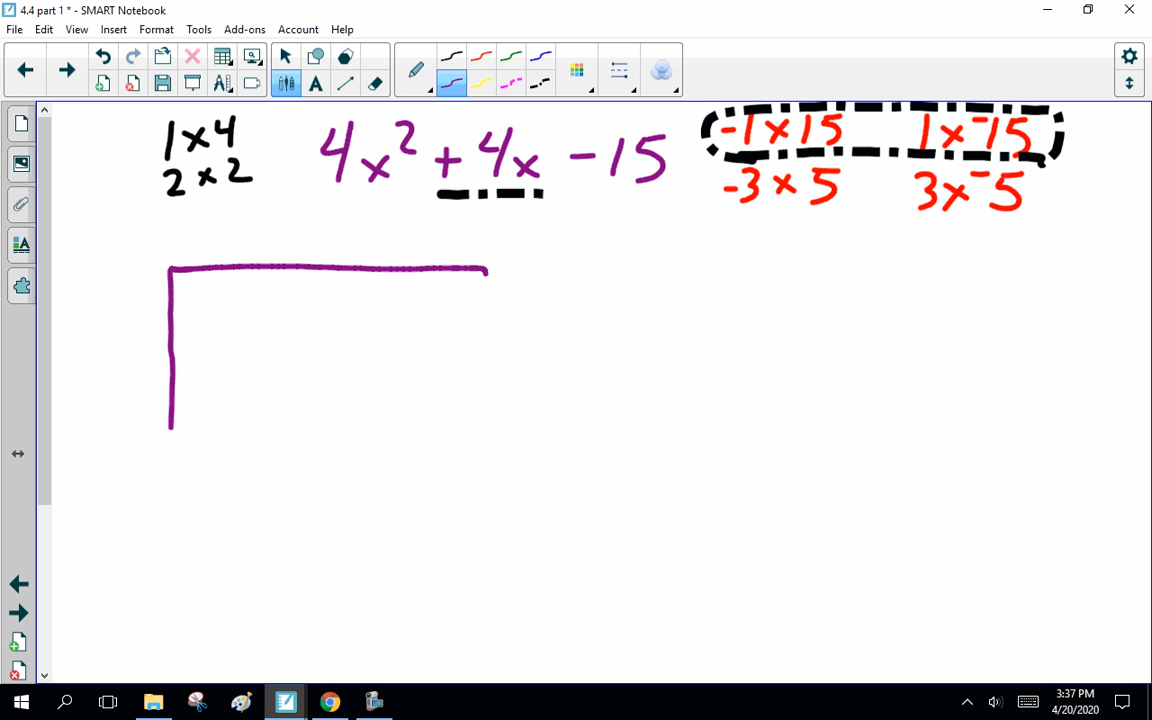 4.4 part 1 * - SMART Notebook
File Edit View Insert Format Tools Add-ons Account Help
1 x 4
2 x 2
4x² + 4x - 15
-1 x 15 1 x -15
-3 x 5 3 x -5
3:37 PM
4/20/2020